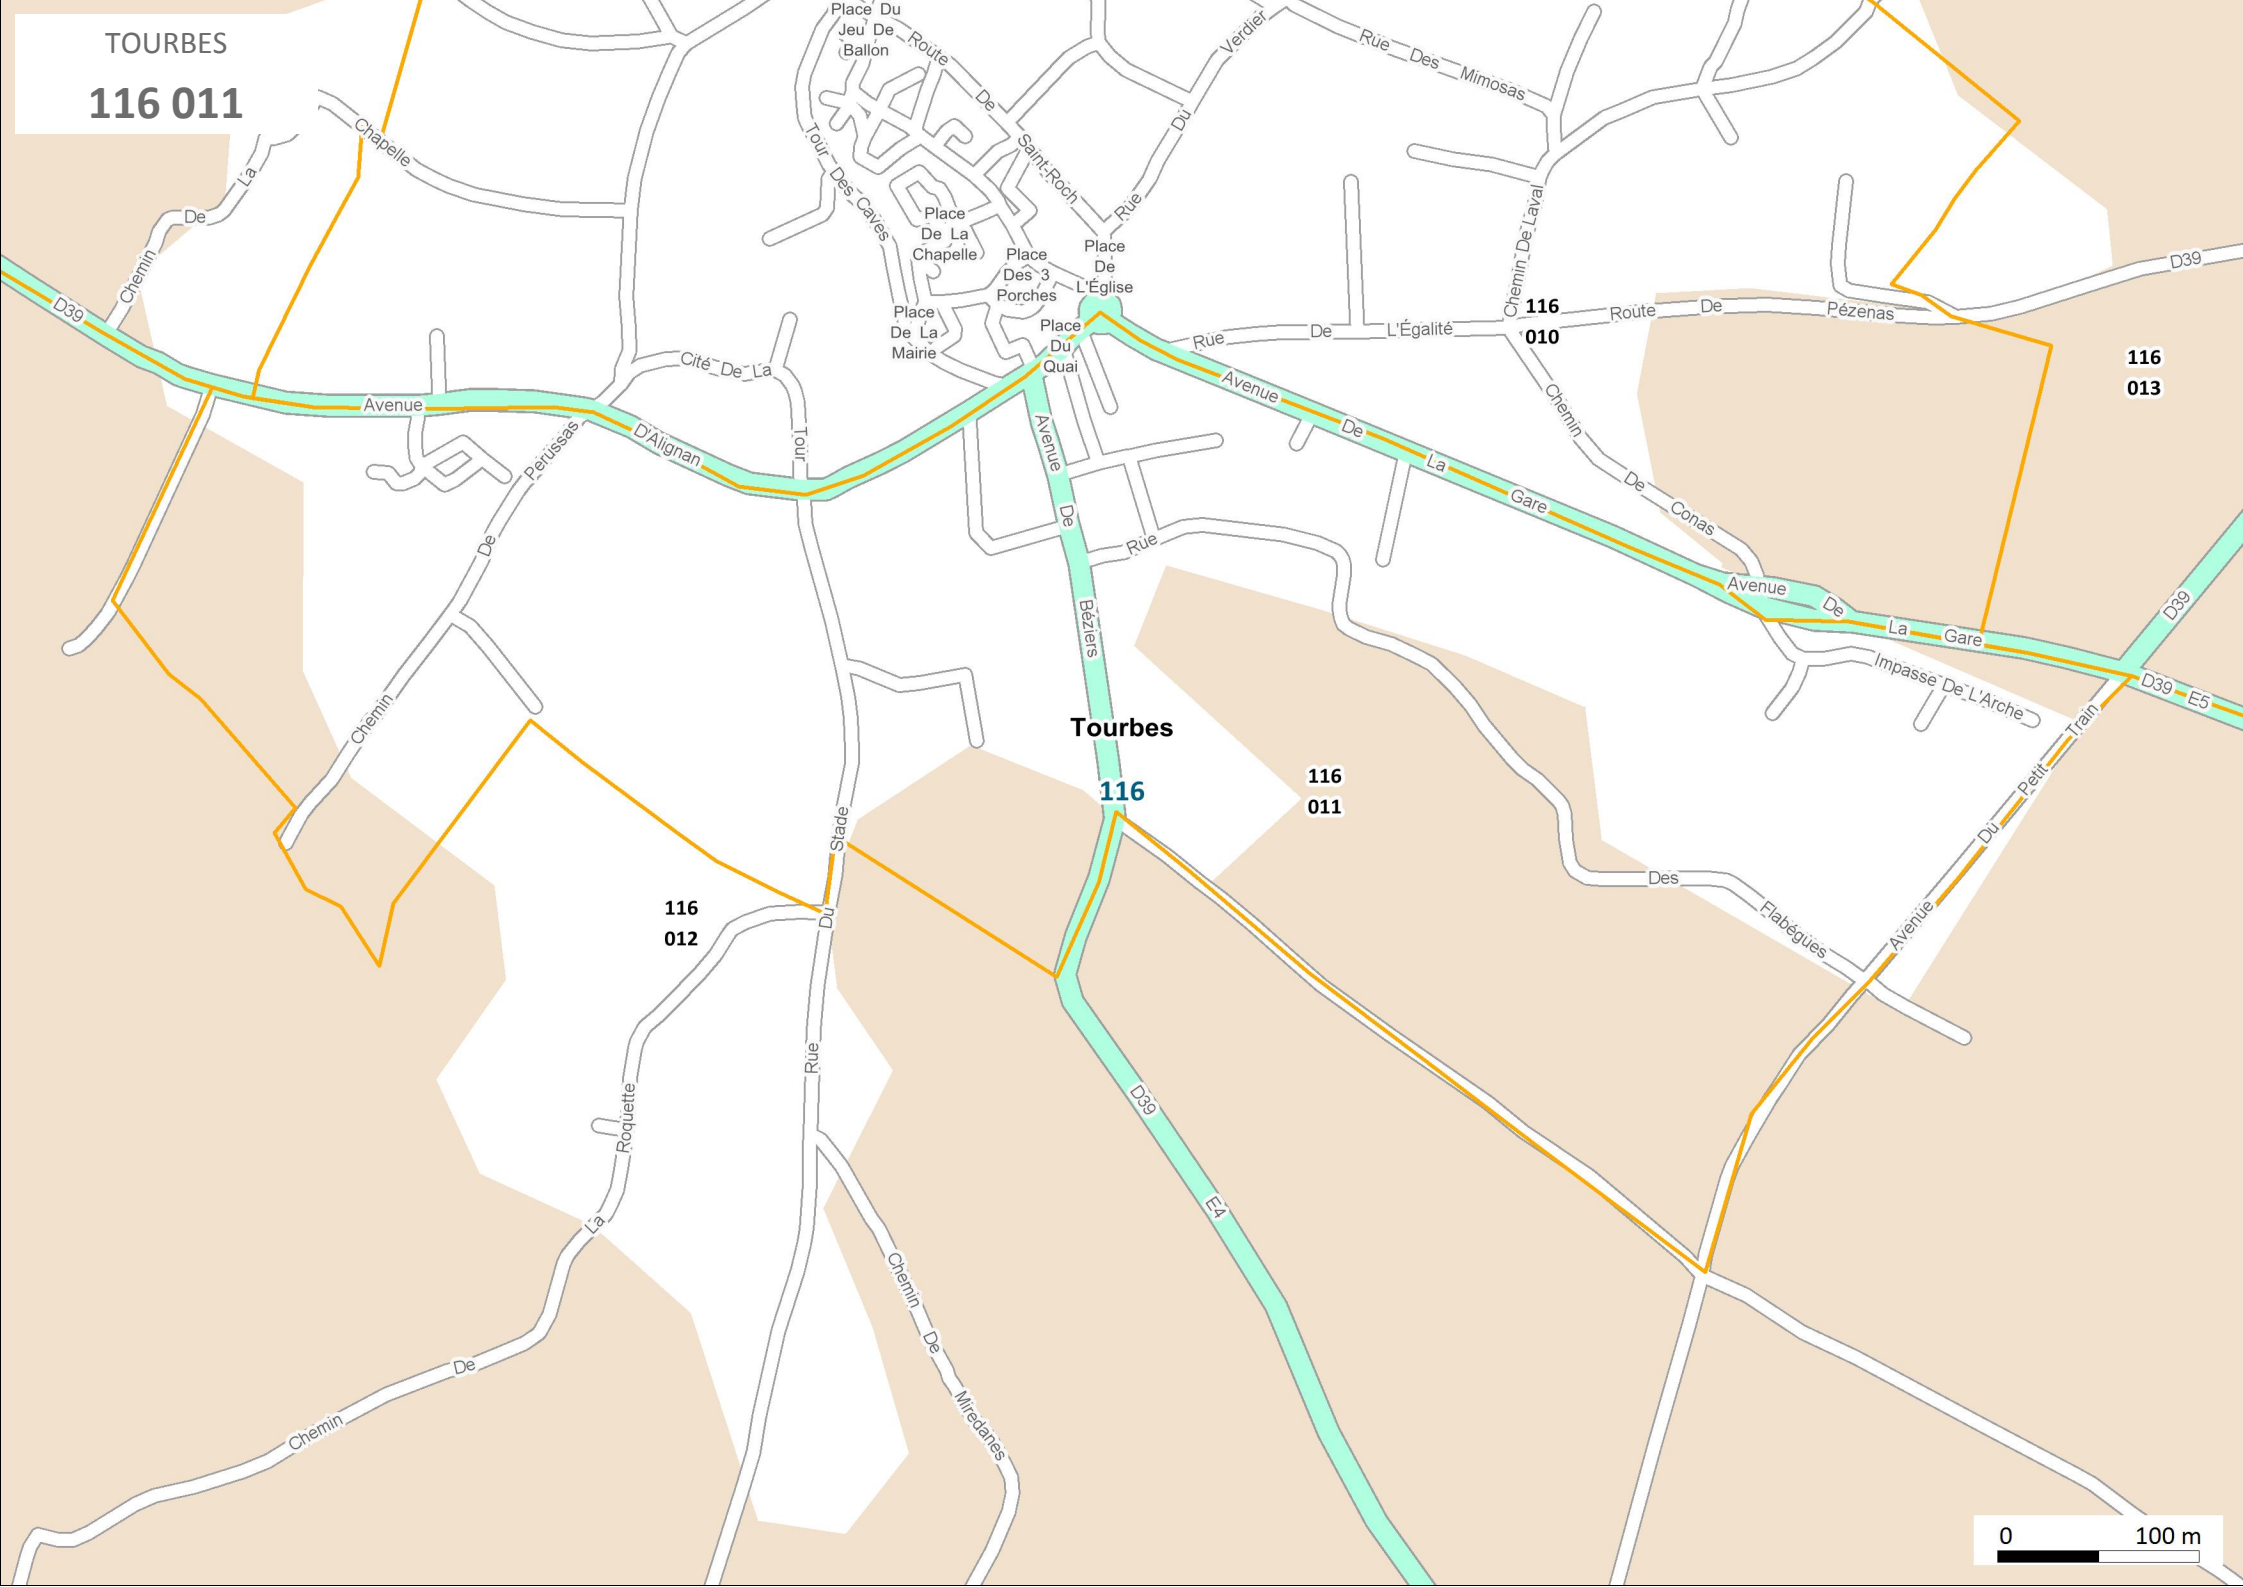 TOURBES
116 011
Place Du
Jeu De
Ballon
Route
De
Saint-Roch
Rue
Du
Verdier
Rue Des Mimosas
Chapelle
La
De
Chemin
Tour
Des
Caves
Place
De La
Chapelle
Place
Des 3
Porches
Place
De
L'Église
Place
De La
Mairie
Place
Du
Quai
Chemin De Laval
116
010
Rue
De
L'Égalité
Route
De
Pézenas
D39
116
013
D39
Avenue
D'Alignan
Cité De La
Tour
Perussas
De
Chemin
Avenue
De
Béziers
Avenue
De
La
Gare
Chemin
De
Conas
Rue
Avenue
De
La
Gare
D39
Impasse De L'Arche
D39
E5
Train
Petit
Du
Avenue
Tourbes
116
116
011
Stade
Du
Rue
116
012
Des
Flabégues
Roquette
La
De
Chemin
D39
E4
Chemin
De
Miredanes
0 100 m